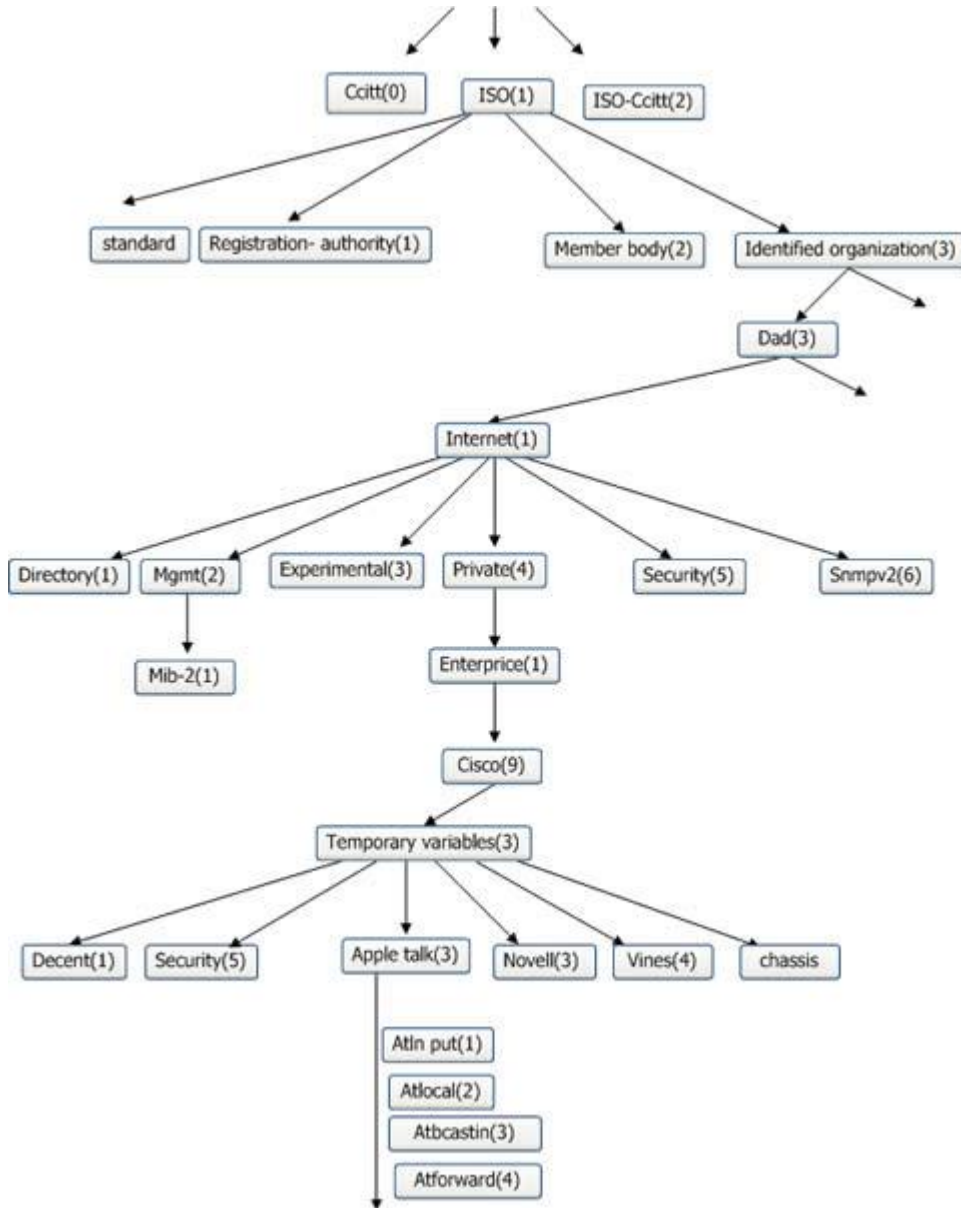 Ccitt(0)
ISO(1)
ISO-Ccitt(2)
standard
Registration- authority(1)
Member body(2)
Identified organization(3)
Dad(3)
Internet(1)
Directory(1)
Mgmt(2)
Experimental(3)
Private(4)
Security(5)
Snmpv2(6)
Mib-2(1)
Enterprice(1)
Cisco(9)
Temporary variables(3)
Decent(1)
Security(5)
Apple talk(3)
Novell(3)
Vines(4)
chassis
Atln put(1)
Atlocal(2)
Atbcastin(3)
Atforward(4)